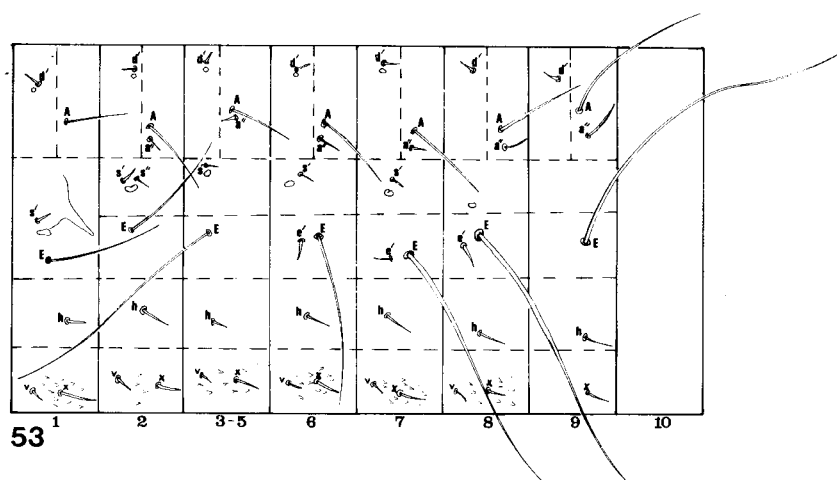 d' d' d' d' d' d' d'
A A A A A A
a'' a'' a'' a'' a'' a''
s' s' s'' s' s' s'
E E E e' E e' E e' E E
h h h h h h h
v x v x v x v x v x v x x
1 2 3-5 6 7 8 9 10
53